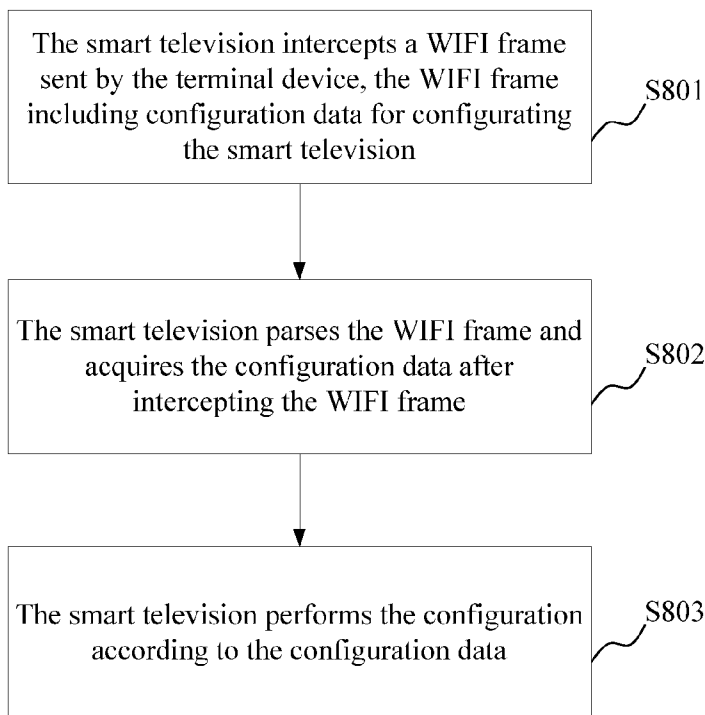 The smart television intercepts a WIFI frame
sent by the terminal device, the WIFI frame
including configuration data for configurating
the smart television
S801
The smart television parses the WIFI frame and
acquires the configuration data after
intercepting the WIFI frame
S802
The smart television performs the configuration
according to the configuration data
S803